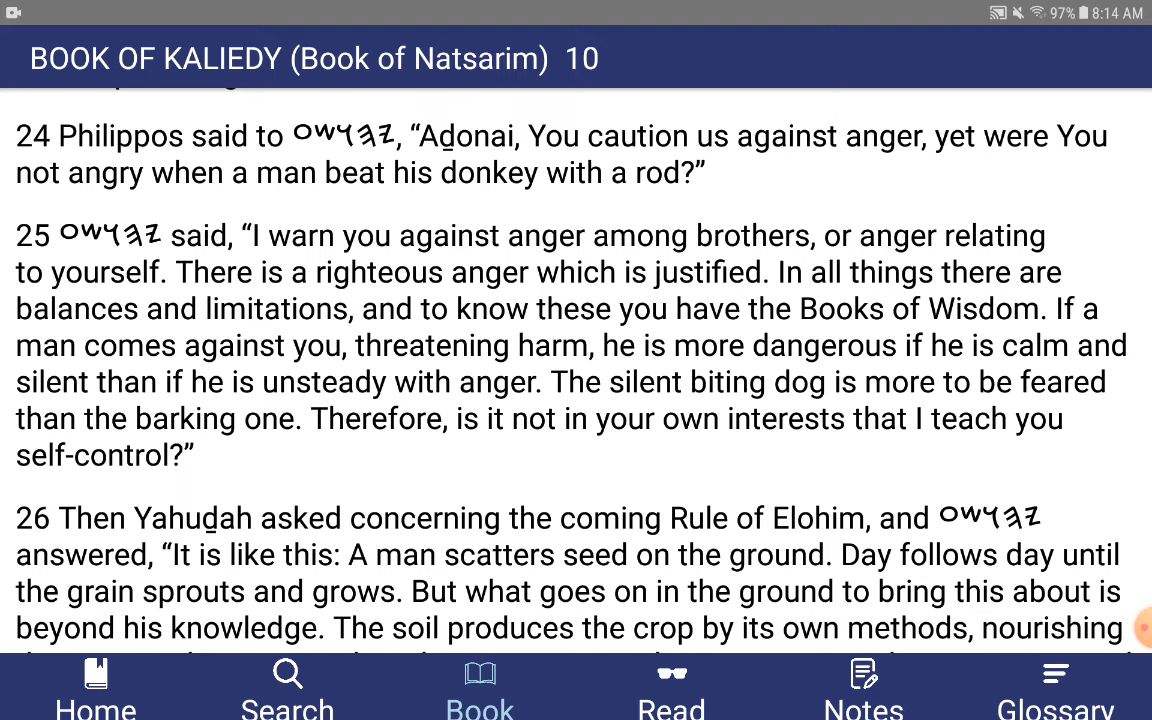 97% 8:14 AM
BOOK OF KALIEDY (Book of Natsarim) 10
24 Philippos said to 𐤉𐤄𐤅𐤔𐤏, “Aḏonai, You caution us against anger, yet were You
not angry when a man beat his donkey with a rod?”
25 𐤉𐤄𐤅𐤔𐤏 said, “I warn you against anger among brothers, or anger relating
to yourself. There is a righteous anger which is justified. In all things there are
balances and limitations, and to know these you have the Books of Wisdom. If a
man comes against you, threatening harm, he is more dangerous if he is calm and
silent than if he is unsteady with anger. The silent biting dog is more to be feared
than the barking one. Therefore, is it not in your own interests that I teach you
self-control?”
26 Then Yahuḏah asked concerning the coming Rule of Elohim, and 𐤉𐤄𐤅𐤔𐤏
answered, “It is like this: A man scatters seed on the ground. Day follows day until
the grain sprouts and grows. But what goes on in the ground to bring this about is
beyond his knowledge. The soil produces the crop by its own methods, nourishing
Home Search Book Read Notes Glossary